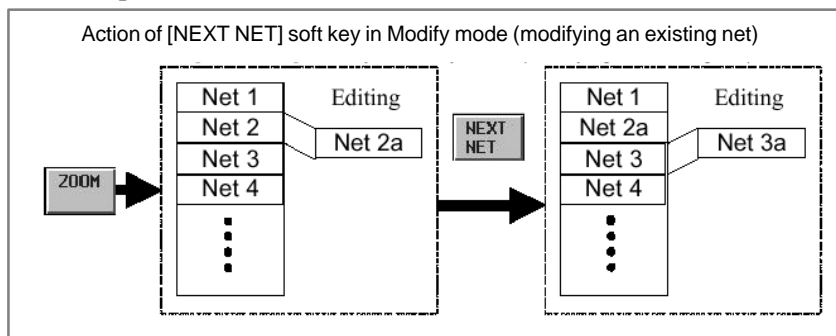 Action of [NEXT NET] soft key in Modify mode (modifying an existing net)
ZOOM
Net 1
Net 2
Net 3
Net 4
Editing
Net 2a
NEXT
NET
Net 1
Net 2a
Net 3
Net 4
Editing
Net 3a